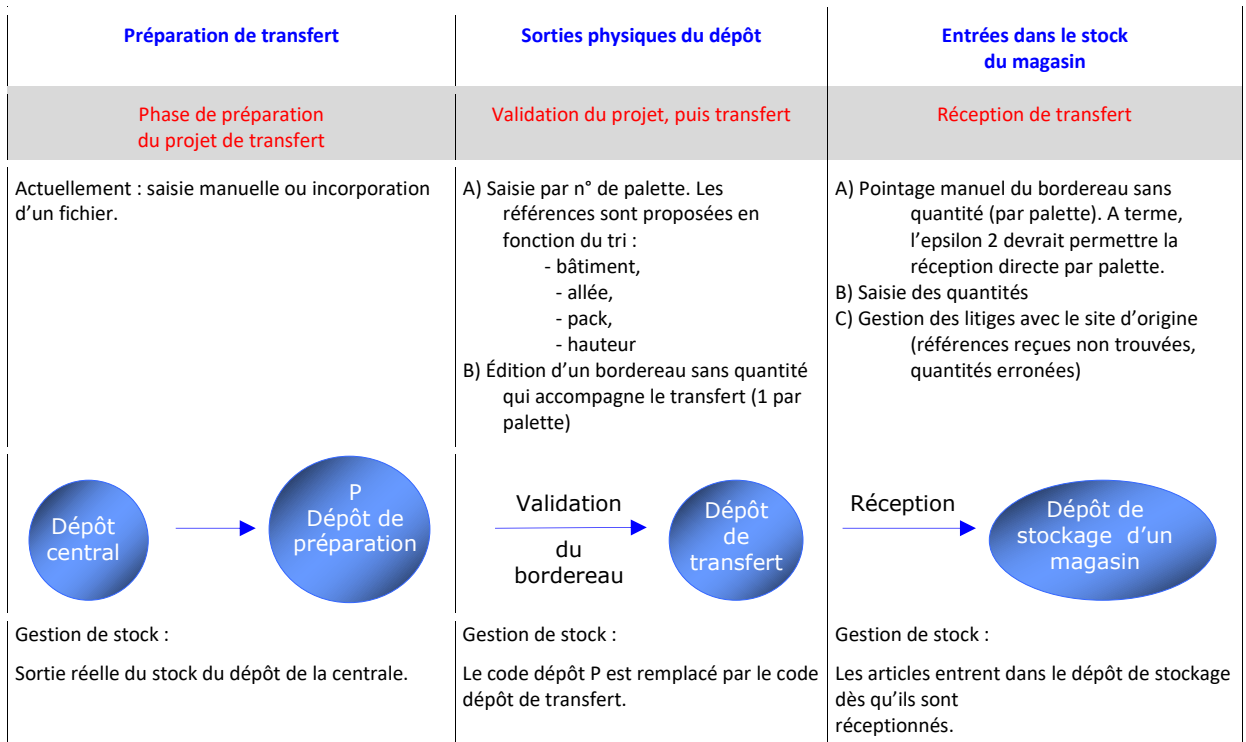 Préparation de transfert
Sorties physiques du dépôt
Entrées dans le stock
du magasin
Phase de préparation
du projet de transfert
Validation du projet, puis transfert
Réception de transfert
Actuellement : saisie manuelle ou incorporation
d'un fichier.
A) Saisie par n° de palette. Les
références sont proposées en
fonction du tri :
- bâtiment,
- allée,
- pack,
- hauteur
B) Édition d'un bordereau sans quantité
qui accompagne le transfert (1 par
palette)
A) Pointage manuel du bordereau sans
quantité (par palette). A terme,
l'epsilon 2 devrait permettre la
réception directe par palette.
B) Saisie des quantités
C) Gestion des litiges avec le site d'origine
(références reçues non trouvées,
quantités erronées)
Dépôt
central
P
Dépôt de
préparation
Validation
du
bordereau
Dépôt
de
transfert
Réception
Dépôt de
stockage d'un
magasin
Gestion de stock :
Sortie réelle du stock du dépôt de la centrale.
Gestion de stock :
Le code dépôt P est remplacé par le code
dépôt de transfert.
Gestion de stock :
Les articles entrent dans le dépôt de stockage
dès qu'ils sont
réceptionnés.